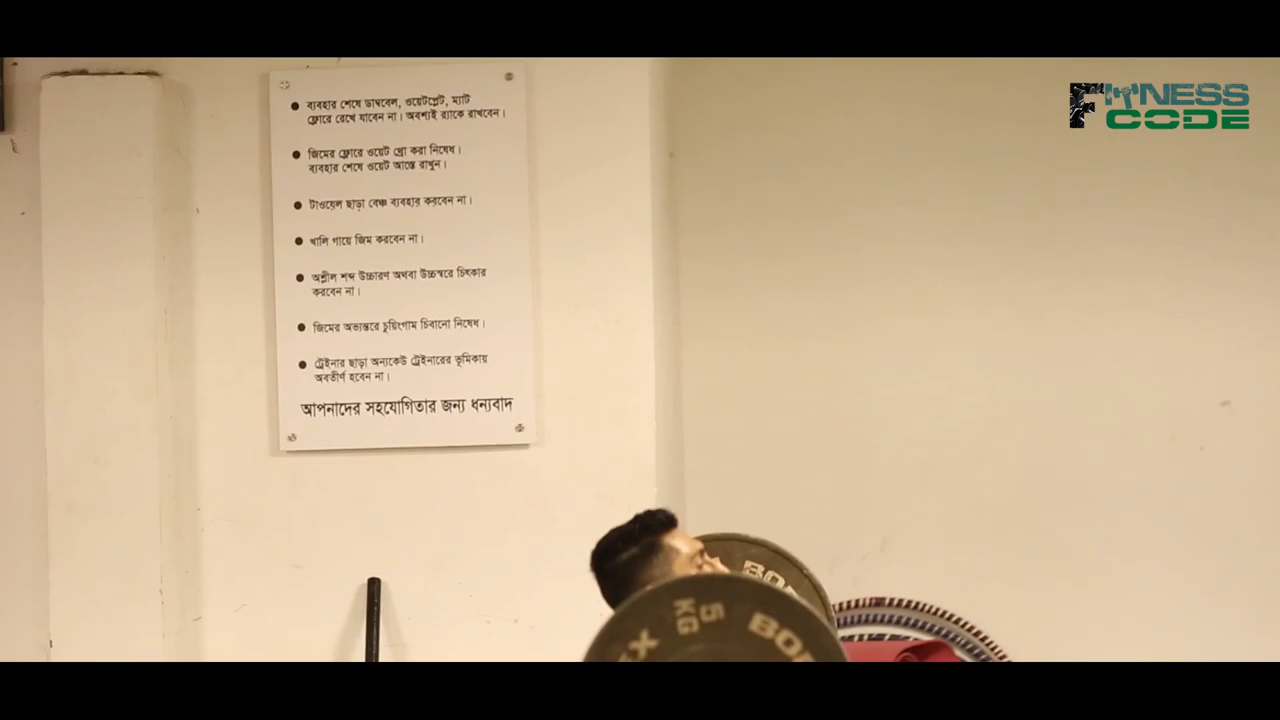 FITNESS
CODE
ব্যবহার শেষে ডাম্ববেল, ওয়েটপ্লেট, ম্যাট
ফ্লোরে রেখে যাবেন না। অবশ্যই র‍্যাকে রাখবেন।
জিমের ফ্লোরে ওয়েট থ্রো করা নিষেধ।
ব্যবহার শেষে ওয়েট আস্তে রাখুন।
টাওয়েল ছাড়া বেঞ্চ ব্যবহার করবেন না।
খালি গায়ে জিম করবেন না।
অশ্লীল শব্দ উচ্চারণ অথবা উচ্চস্বরে চিৎকার
করবেন না।
জিমের অভ্যন্তরে চুয়িংগাম চিবানো নিষেধ।
ট্রেইনার ছাড়া অন্যকেউ ট্রেইনারের ভূমিকায়
অবতীর্ণ হবেন না।
আপনাদের সহযোগিতার জন্য ধন্যবাদ
5
KG